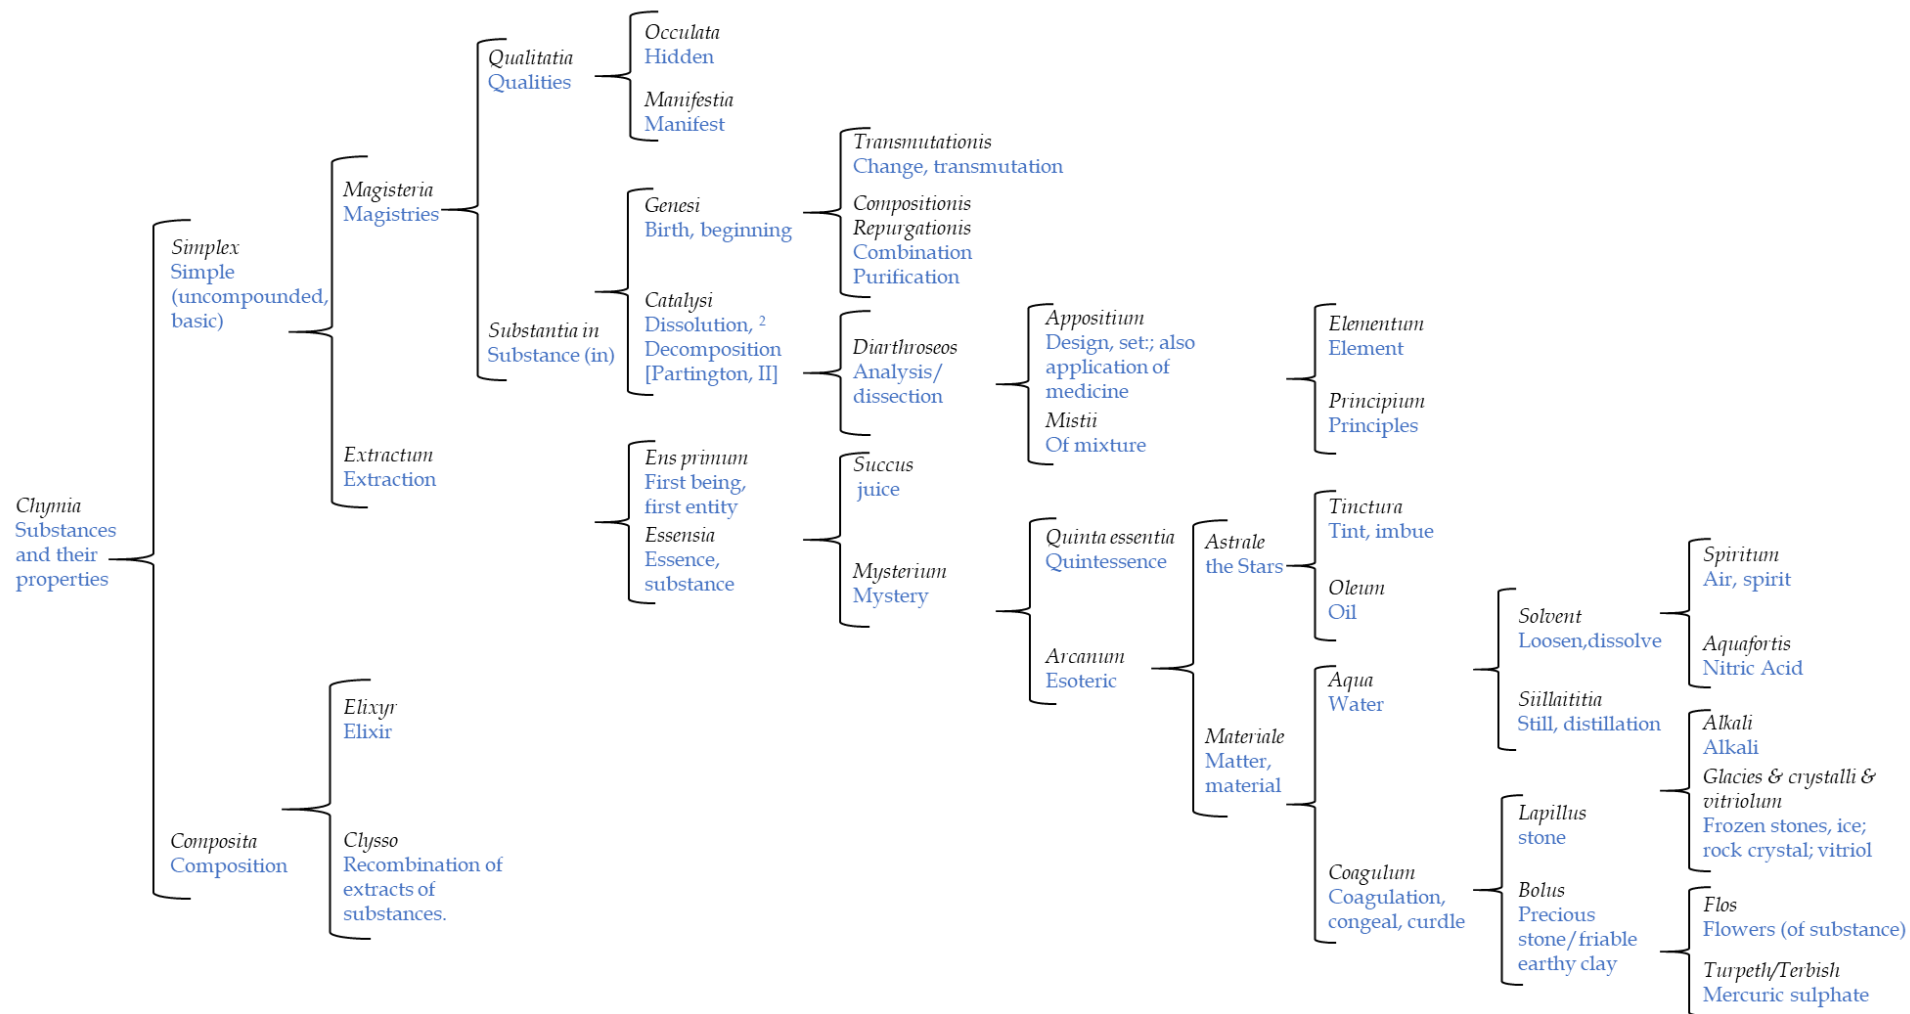 Chymia
Substances
and their
properties
Simplex
Simple
(uncompounded,
basic)
Composita
Composition
Magisteria
Magistries
Extractum
Extraction
Elixyr
Elixir
Clysso
Recombination of
extracts of
substances.
Qualitatia
Qualities
Substantia in
Substance (in)
Occulata
Hidden
Manifestia
Manifest
Genesi
Birth, beginning
Catalysi
Dissolution, ²
Decomposition
[Partington, II]
Ens primum
First being,
first entity
Essensia
Essence,
substance
Transmutationis
Change, transmutation
Compositionis
Repurgationis
Combination
Purification
Diarthroseos
Analysis/
dissection
Succus
juice
Mysterium
Mystery
Appositium
Design, set:; also
application of
medicine
Mistii
Of mixture
Quinta essentia
Quintessence
Arcanum
Esoteric
Astrale
the Stars
Materiale
Matter,
material
Elementum
Element
Principium
Principles
Tinctura
Tint, imbue
Oleum
Oil
Aqua
Water
Coagulum
Coagulation,
congeal, curdle
Solvent
Loosen,dissolve
Siillaititia
Still, distillation
Lapillus
stone
Bolus
Precious
stone/friable
earthy clay
Spiritum
Air, spirit
Aquafortis
Nitric Acid
Alkali
Alkali
Glacies & crystalli &
vitriolum
Frozen stones, ice;
rock crystal; vitriol
Flos
Flowers (of substance)
Turpeth/Terbish
Mercuric sulphate